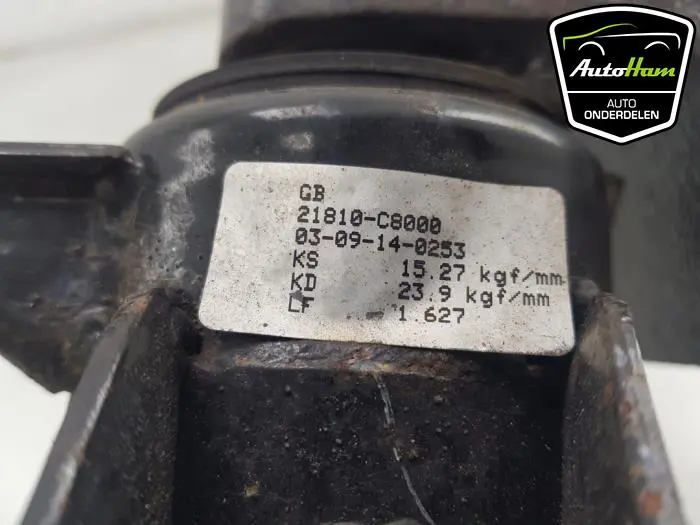 AutoHam
AUTO
ONDERDELEN
GB
21810-C8000
03-09-14-0253
KS 15.27 kgf/mm
KD 23.9 kgf/mm
LF 1.627